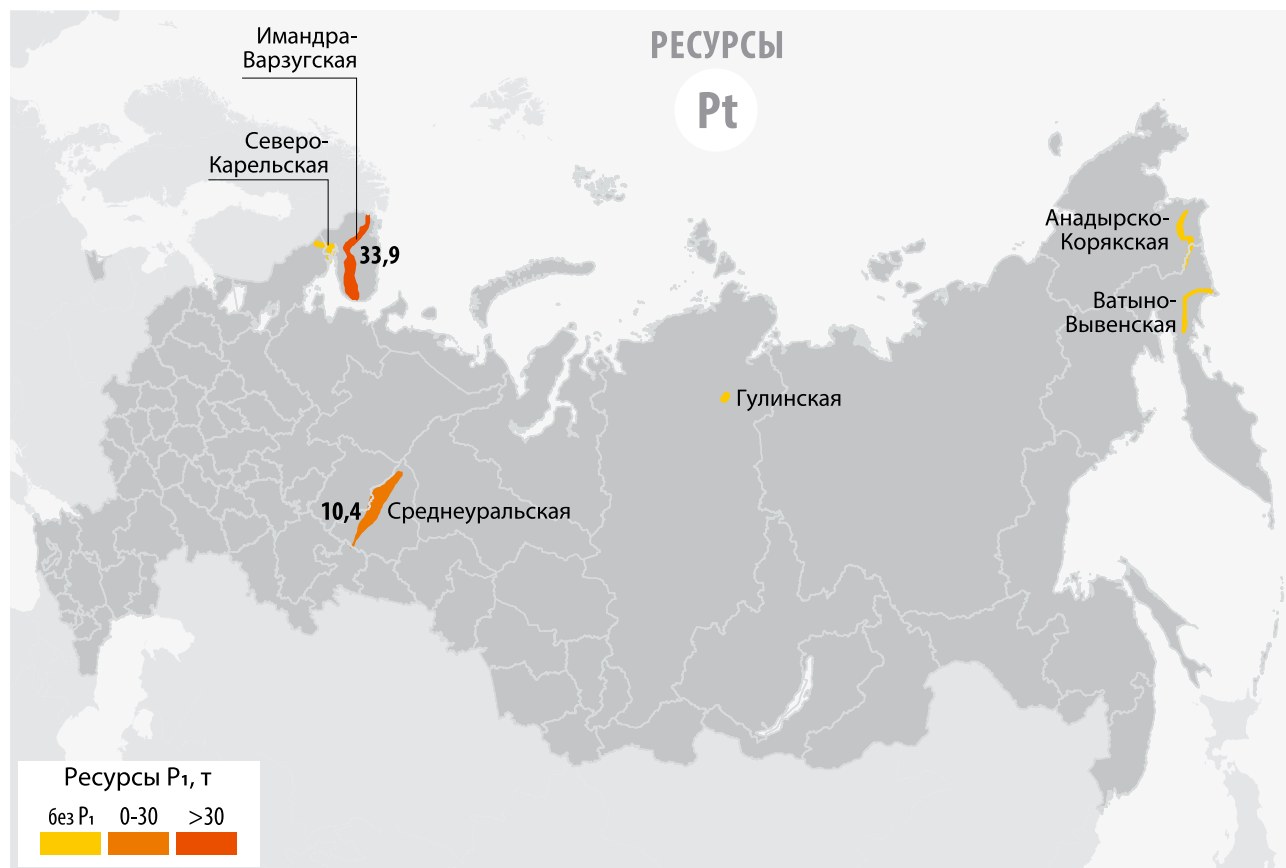 РЕСУРСЫ
Pt
Имандра-
Варзугская
Северо-
Карельская
33,9
Анадырско-
Корякская
Ватыно-
Вывенская
Гулинская
10,4
Среднеуральская
Ресурсы P₁, т
без P₁
0-30
>30